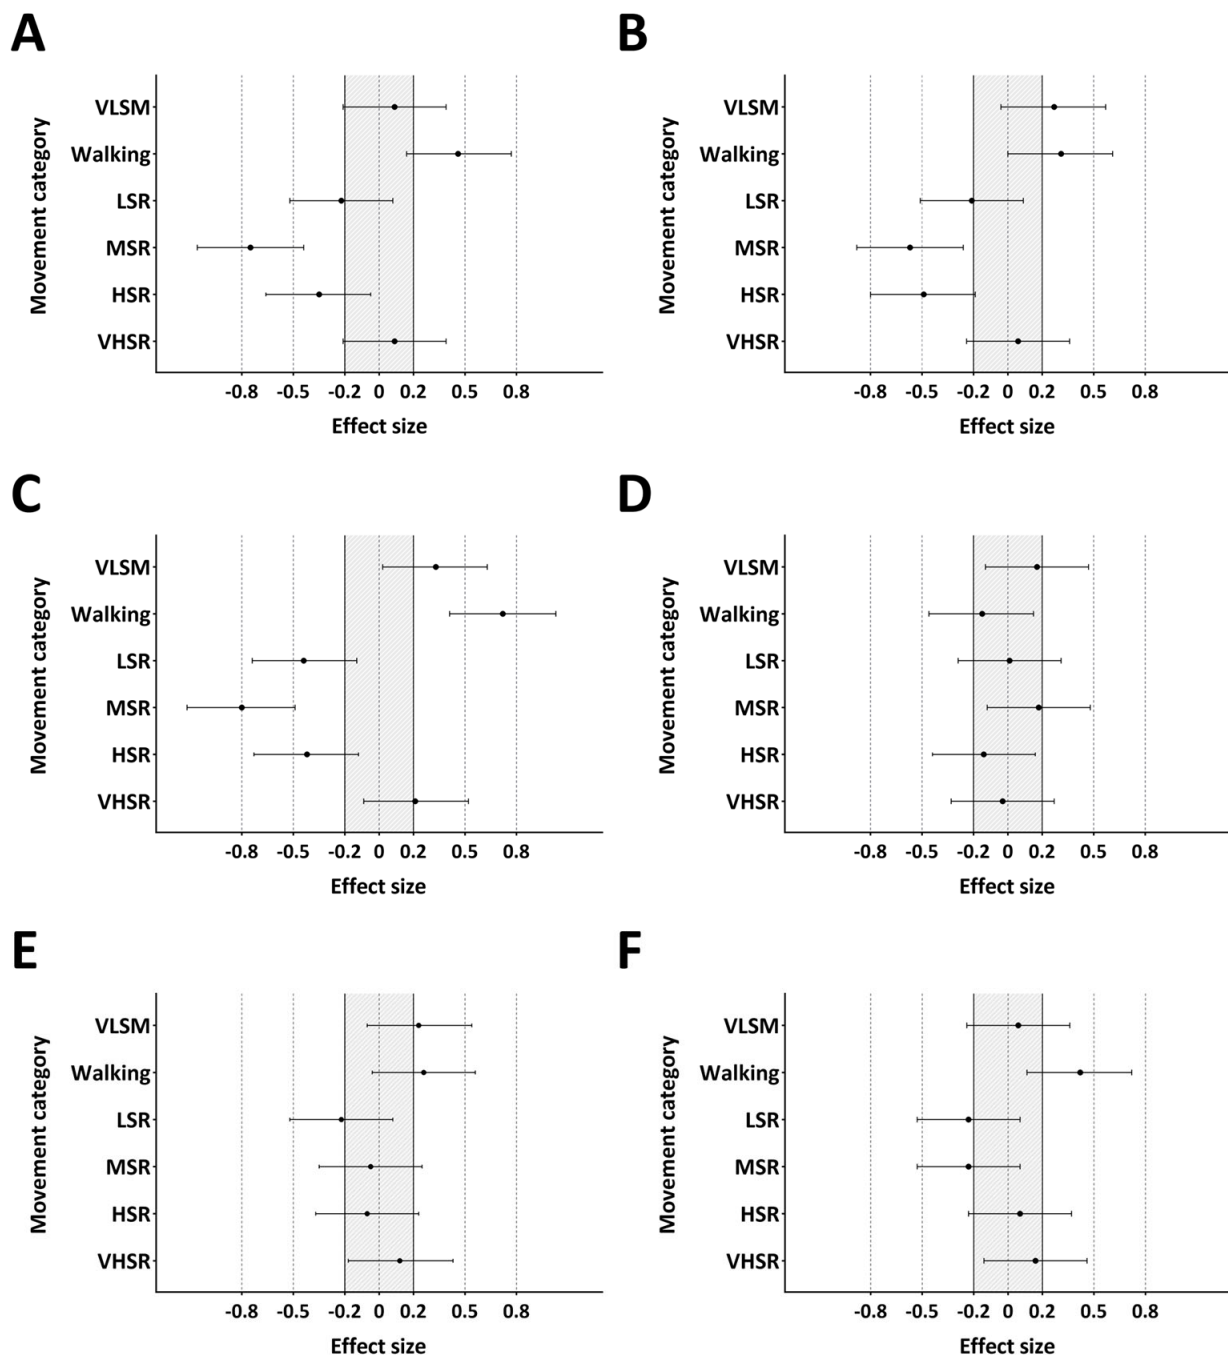 A
Movement category
VLSM
Walking
LSR
MSR
HSR
VHSR
-0.8 -0.5 -0.2 0 0.2 0.5 0.8
Effect size
B
Movement category
VLSM
Walking
LSR
MSR
HSR
VHSR
-0.8 -0.5 -0.2 0 0.2 0.5 0.8
Effect size
C
Movement category
VLSM
Walking
LSR
MSR
HSR
VHSR
-0.8 -0.5 -0.2 0 0.2 0.5 0.8
Effect size
D
Movement category
VLSM
Walking
LSR
MSR
HSR
VHSR
-0.8 -0.5 -0.2 0 0.2 0.5 0.8
Effect size
E
Movement category
VLSM
Walking
LSR
MSR
HSR
VHSR
-0.8 -0.5 -0.2 0 0.2 0.5 0.8
Effect size
F
Movement category
VLSM
Walking
LSR
MSR
HSR
VHSR
-0.8 -0.5 -0.2 0 0.2 0.5 0.8
Effect size